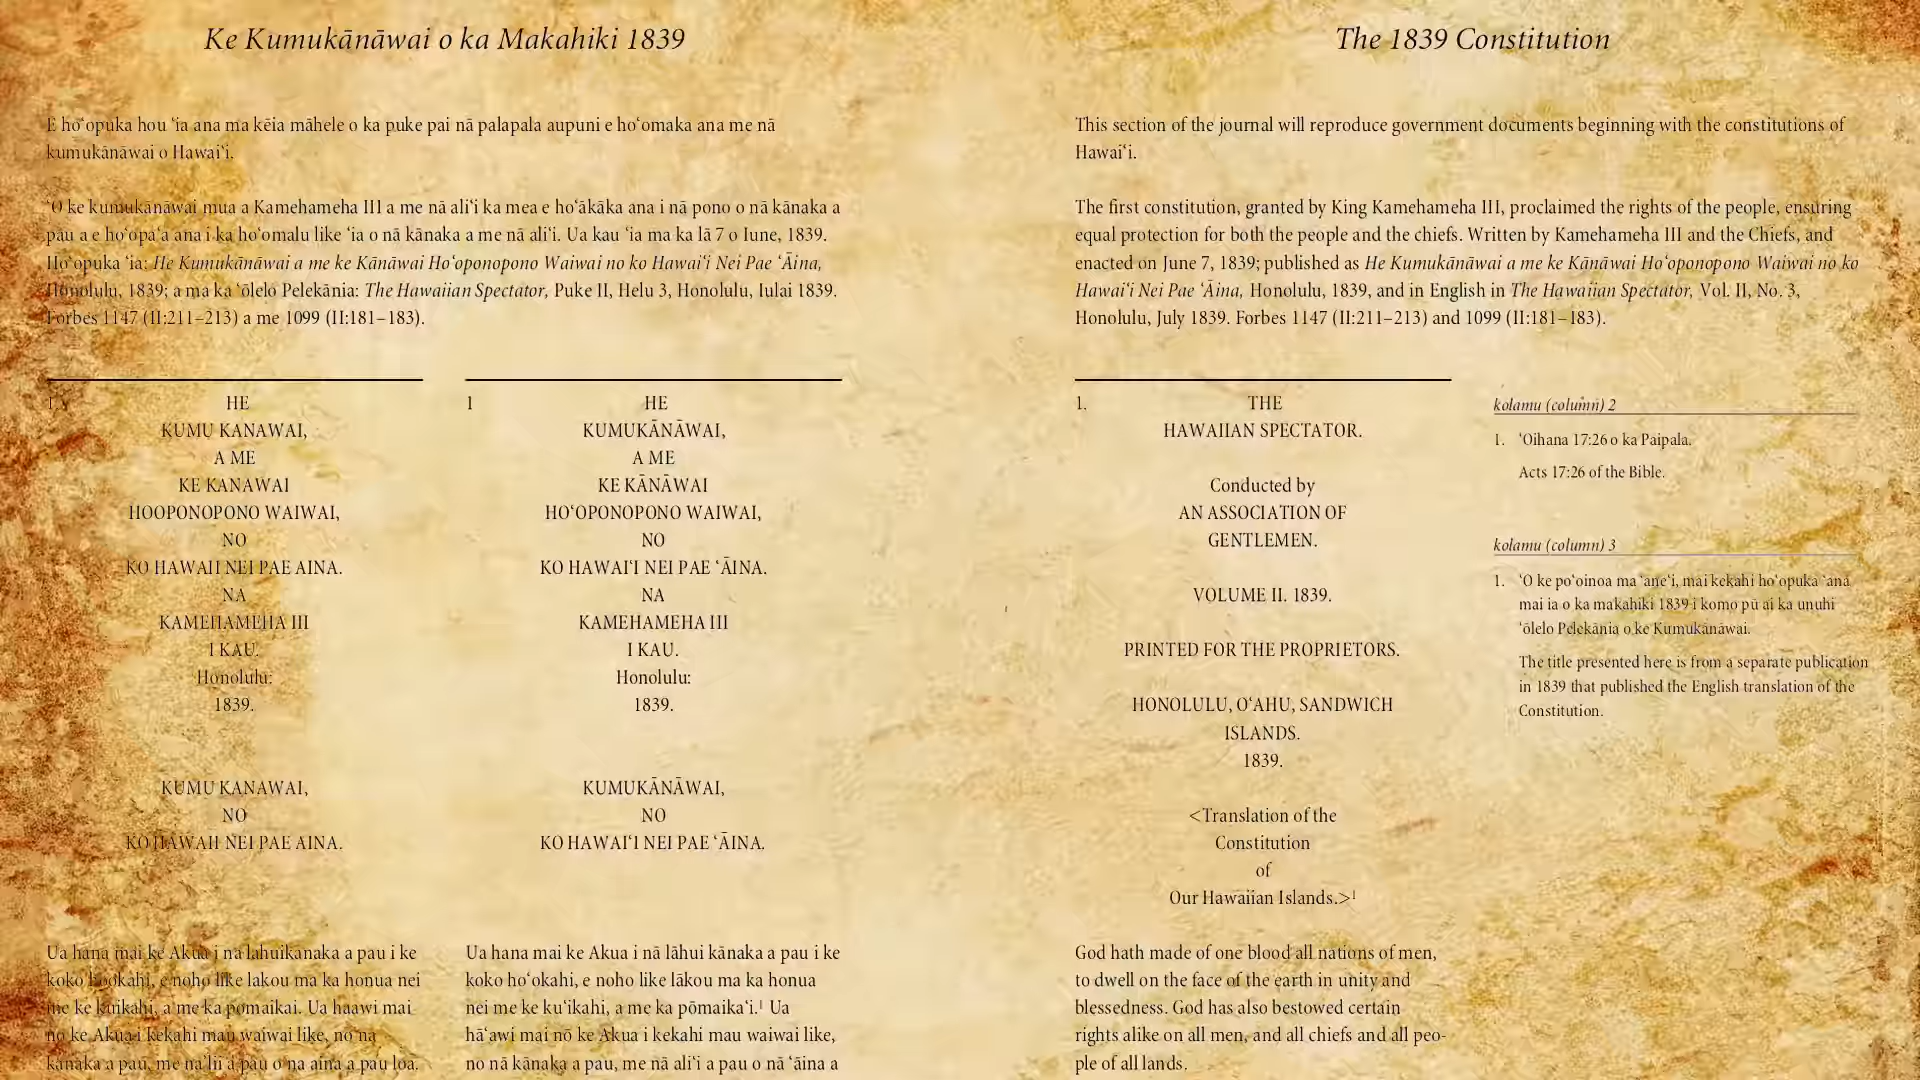 Ke Kumukānāwai o ka Makahiki 1839
E hoʻopuka hou ʻia ana ma kēia māhele o ka puke pai nā palapala aupuni e hoʻomaka ana me nā
kumukānāwai o Hawaiʻi.
ʻO ke kumukānāwai mua a Kamehameha III a me nā aliʻi ka mea e hoʻākāka ana i nā pono o nā kānaka a
pau a e hoʻopaʻa ana i ka hoʻomalu like ʻia o nā kānaka a me nā aliʻi. Ua kau ʻia ma ka lā 7 o Iune, 1839.
Hoʻopuka ʻia: He Kumukānāwai a me ke Kānāwai Hoʻoponopono Waiwai no ko Hawaiʻi Nei Pae ʻĀina,
Honolulu, 1839; a ma ka ʻōlelo Pelekānia: The Hawaiian Spectator, Puke II, Helu 3, Honolulu, Iulai 1839.
Forbes 1147 (II:211–213) a me 1099 (II:181–183).
1. HE
KUMU KANAWAI,
A ME
KE KANAWAI
HOOPONOPONO WAIWAI,
NO
KO HAWAII NEI PAE AINA.
NA
KAMEHAMEHA III
I KAU.
Honolulu:
1839.
KUMU KANAWAI,
NO
KO HAWAII NEI PAE AINA.
Ua hana mai ke Akua i na lahuikanaka a pau i ke
koko hookahi, e noho like lakou ma ka honua nei
me ke kuikahi, a me ka pomaikai. Ua haawi mai
no ke Akua i kekahi mau waiwai like, no na
kanaka a pau, me na lii a pau o na aina a pau loa.
1 HE
KUMUKĀNĀWAI,
A ME
KE KĀNĀWAI
HOʻOPONOPONO WAIWAI,
NO
KO HAWAIʻI NEI PAE ʻĀINA.
NA
KAMEHAMEHA III
I KAU.
Honolulu:
1839.
KUMUKĀNĀWAI,
NO
KO HAWAIʻI NEI PAE ʻĀINA.
Ua hana mai ke Akua i nā lāhui kānaka a pau i ke
koko hoʻokahi, e noho like lākou ma ka honua
nei me ke kuʻikahi, a me ka pōmaikaʻi.¹ Ua
hāʻawi mai nō ke Akua i kekahi mau waiwai like,
no nā kānaka a pau, me nā aliʻi a pau o nā ʻāina a
The 1839 Constitution
This section of the journal will reproduce government documents beginning with the constitutions of
Hawaiʻi.
The first constitution, granted by King Kamehameha III, proclaimed the rights of the people, ensuring
equal protection for both the people and the chiefs. Written by Kamehameha III and the Chiefs, and
enacted on June 7, 1839; published as He Kumukānāwai a me ke Kānāwai Hoʻoponopono Waiwai no ko
Hawaiʻi Nei Pae ʻĀina, Honolulu, 1839, and in English in The Hawaiian Spectator, Vol. II, No. 3,
Honolulu, July 1839. Forbes 1147 (II:211–213) and 1099 (II:181–183).
1. THE
HAWAIIAN SPECTATOR.
Conducted by
AN ASSOCIATION OF
GENTLEMEN.
VOLUME II. 1839.
PRINTED FOR THE PROPRIETORS.
HONOLULU, OʻAHU, SANDWICH
ISLANDS.
1839.
<Translation of the
Constitution
of
Our Hawaiian Islands.>¹
God hath made of one blood all nations of men,
to dwell on the face of the earth in unity and
blessedness. God has also bestowed certain
rights alike on all men, and all chiefs and all peo-
ple of all lands.
kolamu (column) 2
1. ʻOihana 17:26 o ka Paipala.
Acts 17:26 of the Bible.
kolamu (column) 3
1. ʻO ke poʻoinoa ma ʻaneʻi, mai kekahi hoʻopuka ʻana
mai ia o ka makahiki 1839 i komo pū ai ka unuhi
ʻōlelo Pelekānia o ke Kumukānāwai.
The title presented here is from a separate publication
in 1839 that published the English translation of the
Constitution.